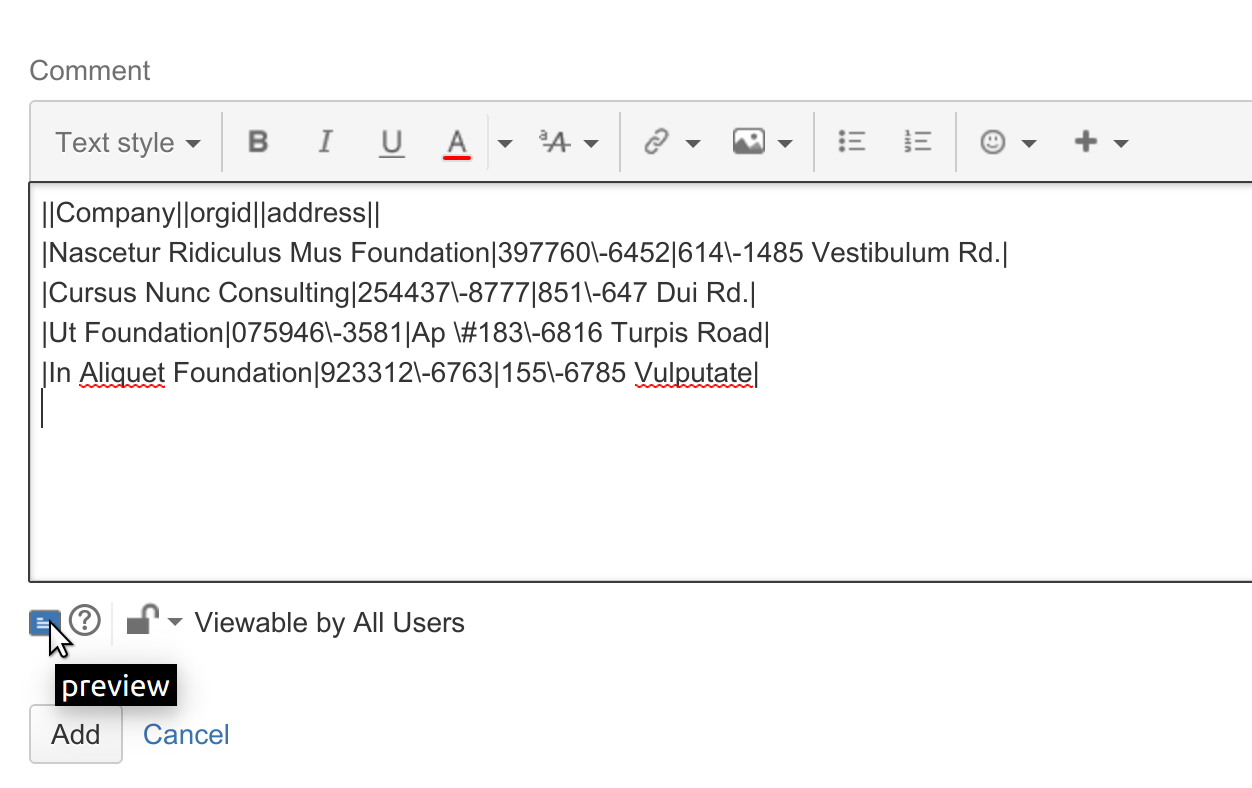 Comment
Text style B I U A ªA
||Company||orgid||address||
|Nascetur Ridiculus Mus Foundation|397760\-6452|614\-1485 Vestibulum Rd.|
|Cursus Nunc Consulting|254437\-8777|851\-647 Dui Rd.|
|Ut Foundation|075946\-3581|Ap \#183\-6816 Turpis Road|
|In Aliquet Foundation|923312\-6763|155\-6785 Vulputate|
Viewable by All Users
preview
Add Cancel